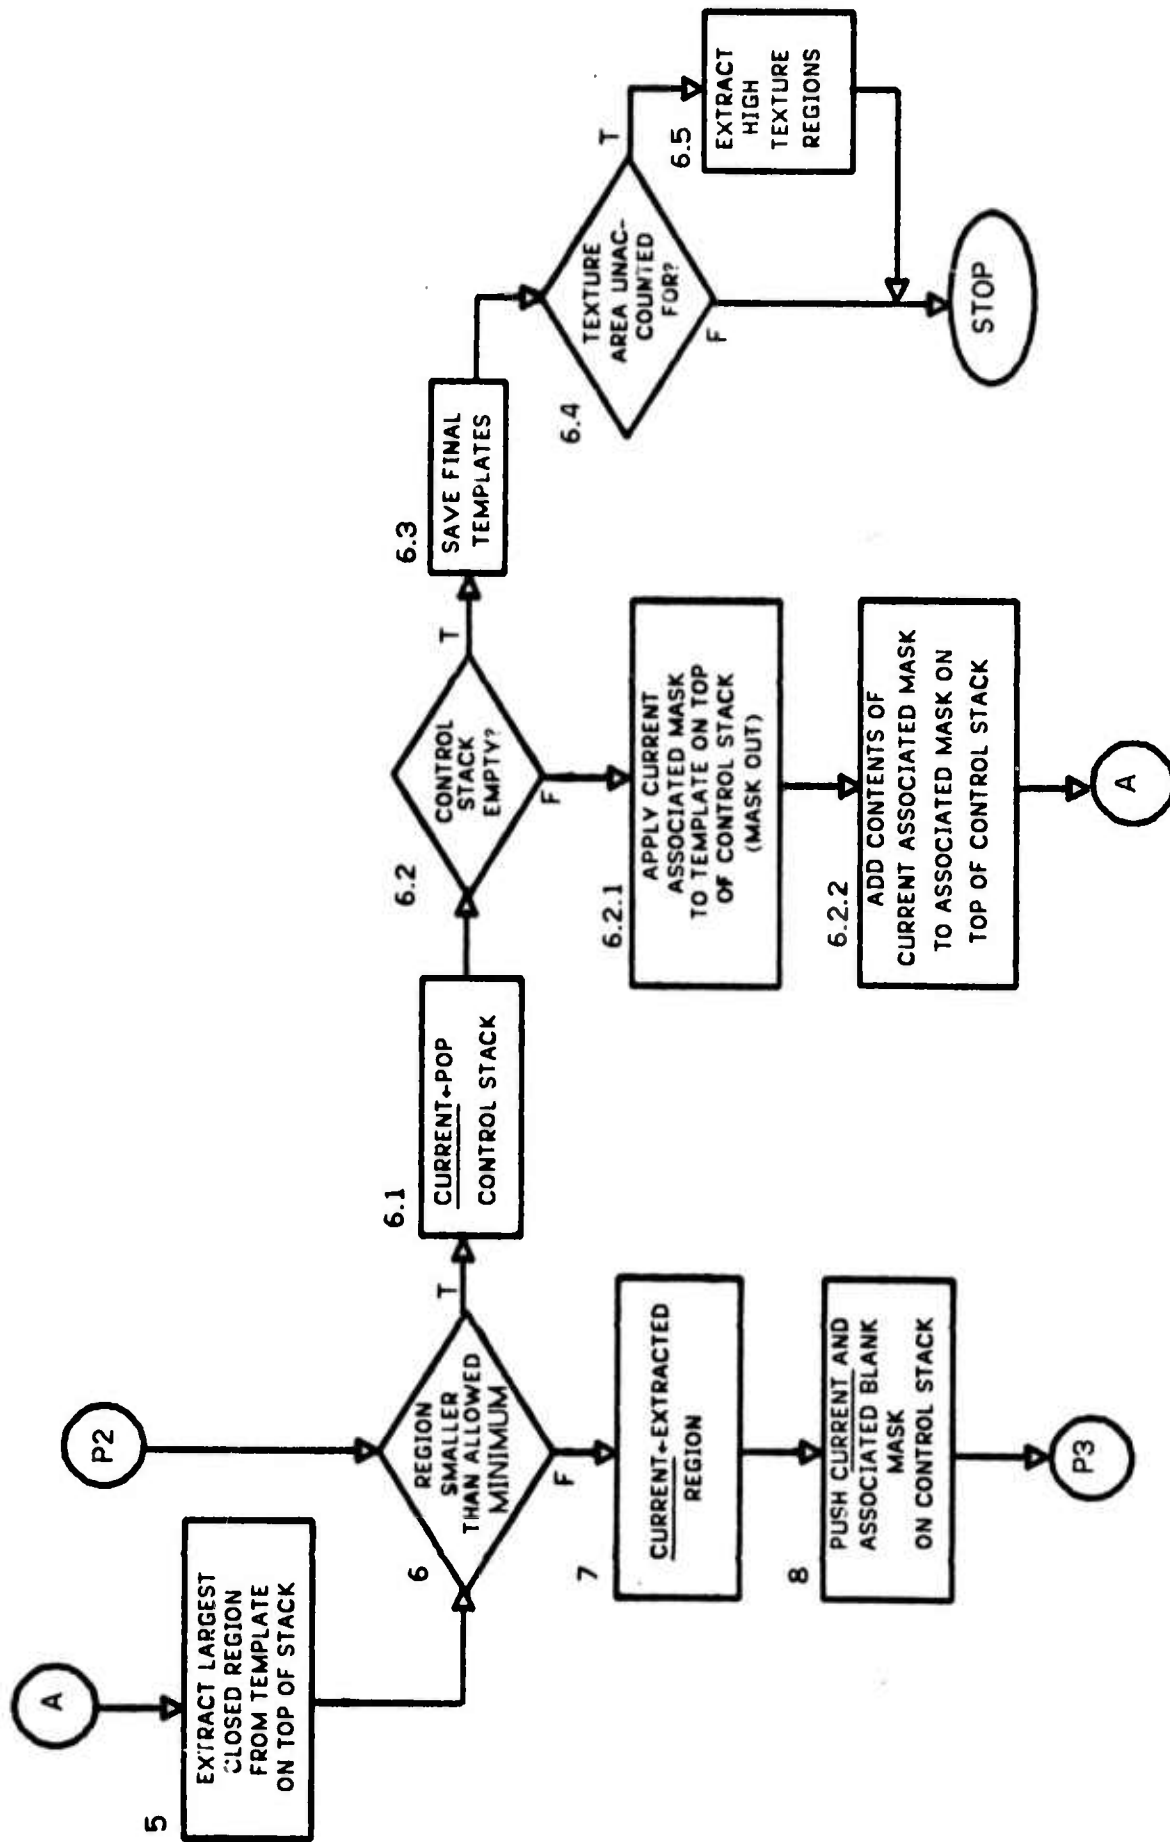 A
5
EXTRACT LARGEST
CLOSED REGION
FROM TEMPLATE
ON TOP OF STACK
P2
6
REGION
SMALLER
THAN ALLOWED
MINIMUM
T
F
6.1
CURRENT←POP
CONTROL STACK
6.2
CONTROL
STACK
EMPTY?
T
F
6.3
SAVE FINAL
TEMPLATES
6.4
TEXTURE
AREA UNAC-
COUNTED
FOR?
T
F
6.5
EXTRACT
HIGH
TEXTURE
REGIONS
STOP
6.2.1
APPLY CURRENT
ASSOCIATED MASK
TO TEMPLATE ON TOP
OF CONTROL STACK
(MASK OUT)
6.2.2
ADD CONTENTS OF
CURRENT ASSOCIATED MASK
TO ASSOCIATED MASK ON
TOP OF CONTROL STACK
A
7
CURRENT←EXTRACTED
REGION
8
PUSH CURRENT AND
ASSOCIATED BLANK
MASK
ON CONTROL STACK
P3